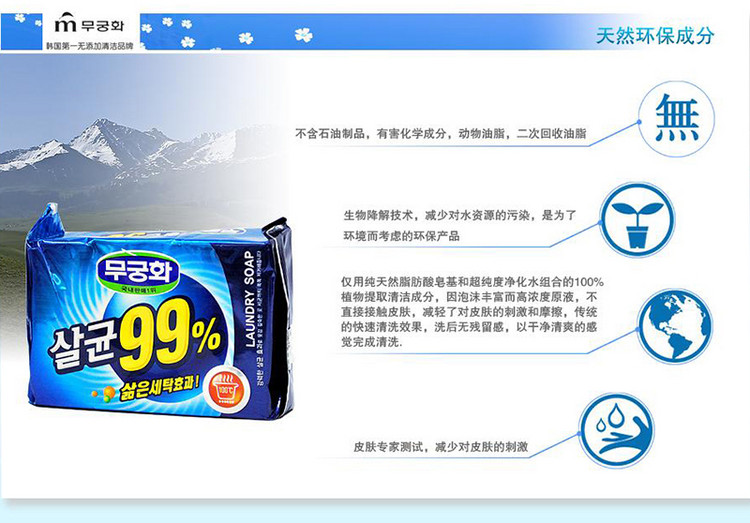 무궁화
韩国第一无添加清洁品牌
天然环保成分
無
不含石油制品，有害化学成分，动物油脂，二次回收油脂
生物降解技术，减少对水资源的污染，是为了
环境而考虑的环保产品
仅用纯天然脂肪酸皂基和超纯度净化水组合的100%
植物提取清洁成分，因泡沫丰富而高浓度原液，不
直接接触皮肤，减轻了对皮肤的刺激和摩擦，传统
的快速清洗效果，洗后无残留感，以干净清爽的感
觉完成清洗.
皮肤专家测试，减少对皮肤的刺激
무궁화
국내판매1위
살균99%
삶은세탁효과!
100℃
LAUNDRY SOAP